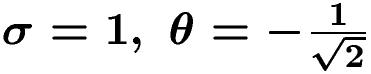 σ = 1, θ = −1/√2